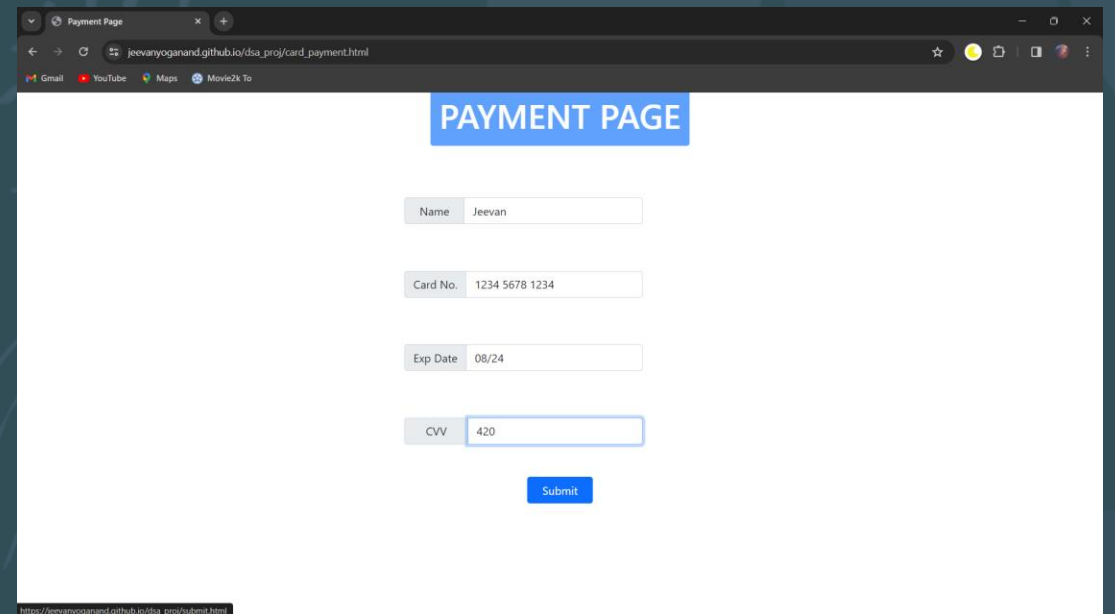 Payment Page
jeevanyoganand.github.io/dsa_proj/card_payment.html
Gmail YouTube Maps Movie2k To
PAYMENT PAGE
Name Jeevan
Card No. 1234 5678 1234
Exp Date 08/24
CVV 420
Submit
https://jeevanyoganand.github.io/dsa_proj/submit.html